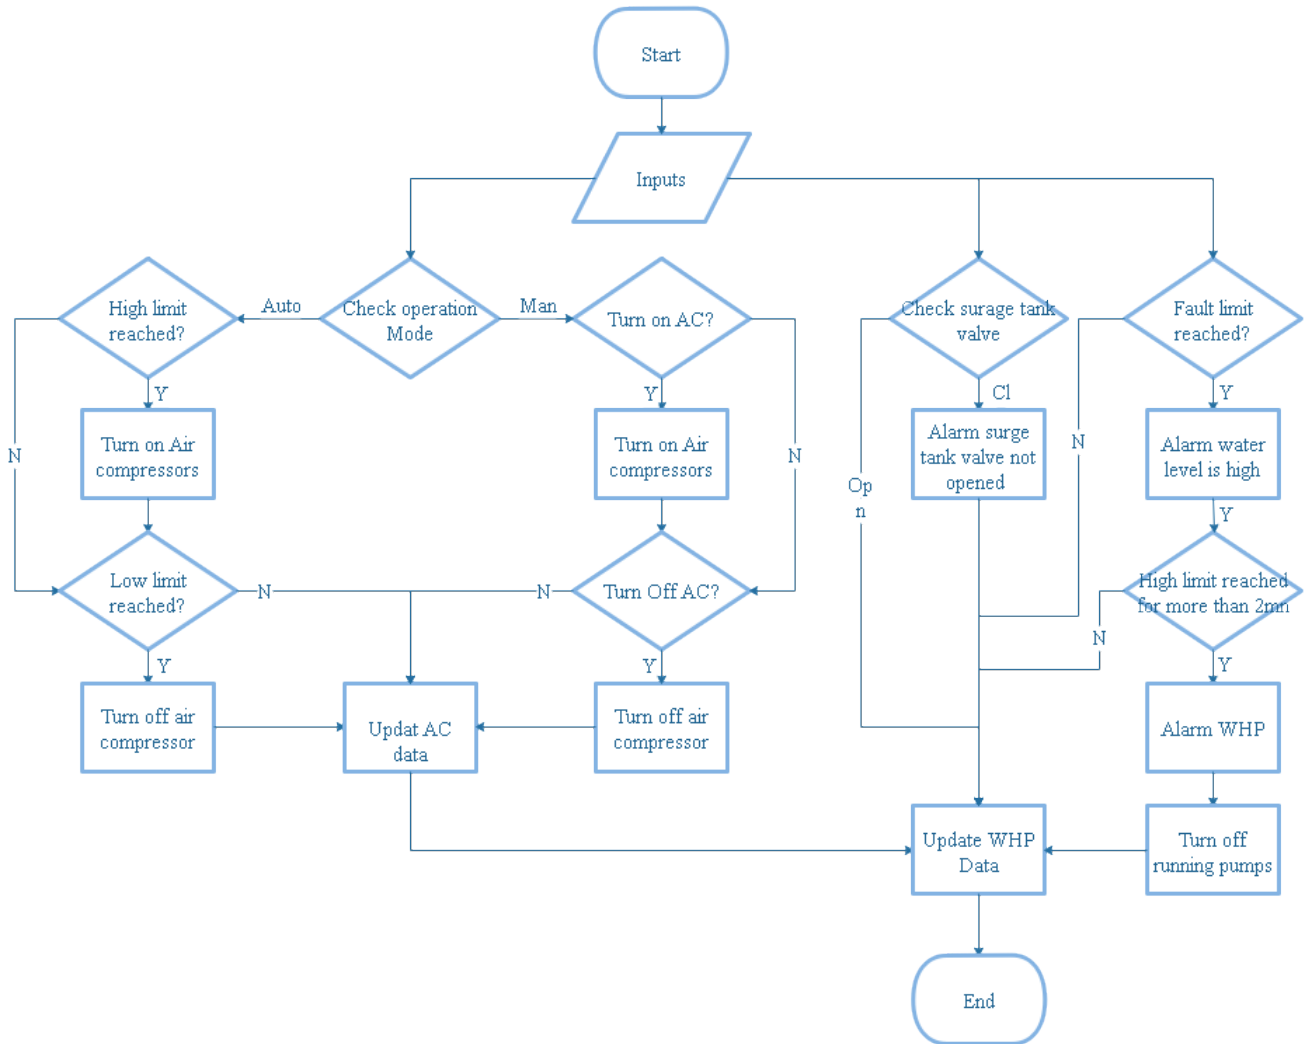 Start
Inputs
High limit
reached?
Auto
Check operation
Mode
Man
Turn on AC?
Check surage tank
valve
Fault limit
reached?
Y
Y
Cl
Y
N
Turn on Air
compressors
Turn on Air
compressors
N
Op
n
Alarm surge
tank valve not
opened
N
Alarm water
level is high
Y
Low limit
reached?
N
N
Turn Off AC?
High limit reached
for more than 2mn
N
Y
Y
Y
Turn off air
compressor
Updat AC
data
Turn off air
compressor
Alarm WHP
Update WHP
Data
Turn off
running pumps
End